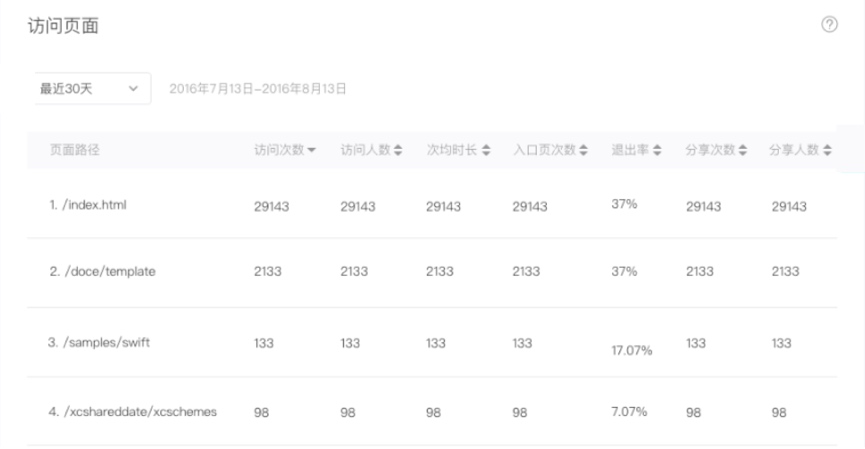 访问页面
最近30天 2016年7月13日-2016年8月13日
页面路径 访问次数 访问人数 次均时长 入口页次数 退出率 分享次数 分享人数
1. /index.html 29143 29143 29143 29143 37% 29143 29143
2. /doce/template 2133 2133 2133 2133 37% 2133 2133
3. /samples/swift 133 133 133 133 17.07% 133 133
4. /xcshareddate/xcschemes 98 98 98 98 7.07% 98 98